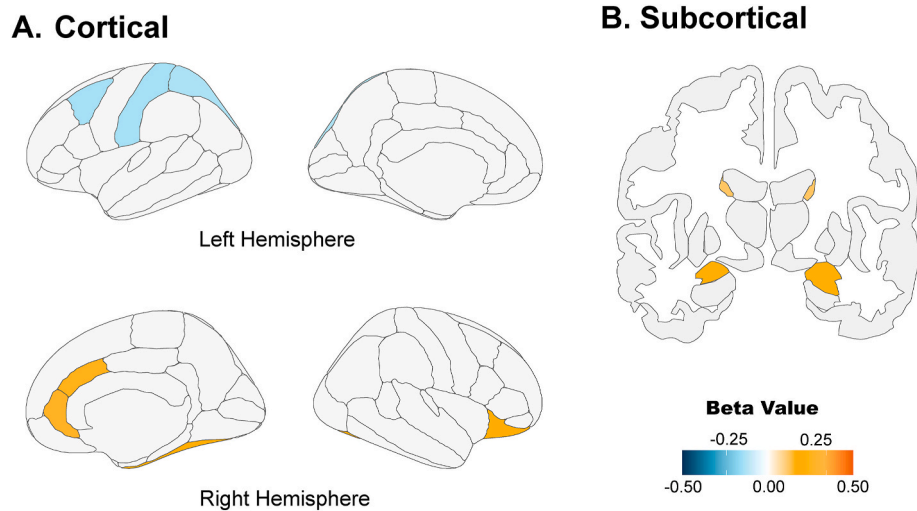 A. Cortical
B. Subcortical
Left Hemisphere
Right Hemisphere
Beta Value
-0.25 0.25
-0.50 0.00 0.50